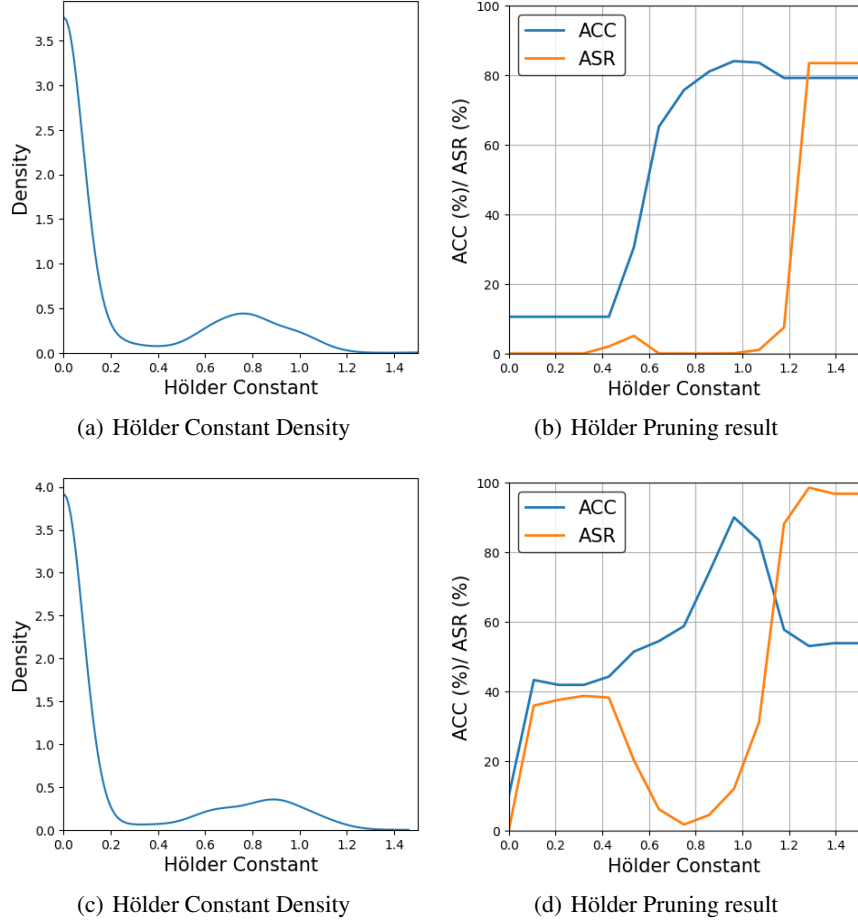 3.5
3.0
2.5
2.0
1.5
1.0
0.5
0.0
Density
0.0 0.2 0.4 0.6 0.8 1.0 1.2 1.4
Hölder Constant
(a) Hölder Constant Density
100
80
60
40
20
0
ACC (%)/ ASR (%)
ACC
ASR
0.0 0.2 0.4 0.6 0.8 1.0 1.2 1.4
Hölder Constant
(b) Hölder Pruning result
4.0
3.5
3.0
2.5
2.0
1.5
1.0
0.5
0.0
Density
0.0 0.2 0.4 0.6 0.8 1.0 1.2 1.4
Hölder Constant
(c) Hölder Constant Density
100
80
60
40
20
0
ACC (%)/ ASR (%)
ACC
ASR
0.0 0.2 0.4 0.6 0.8 1.0 1.2 1.4
Hölder Constant
(d) Hölder Pruning result